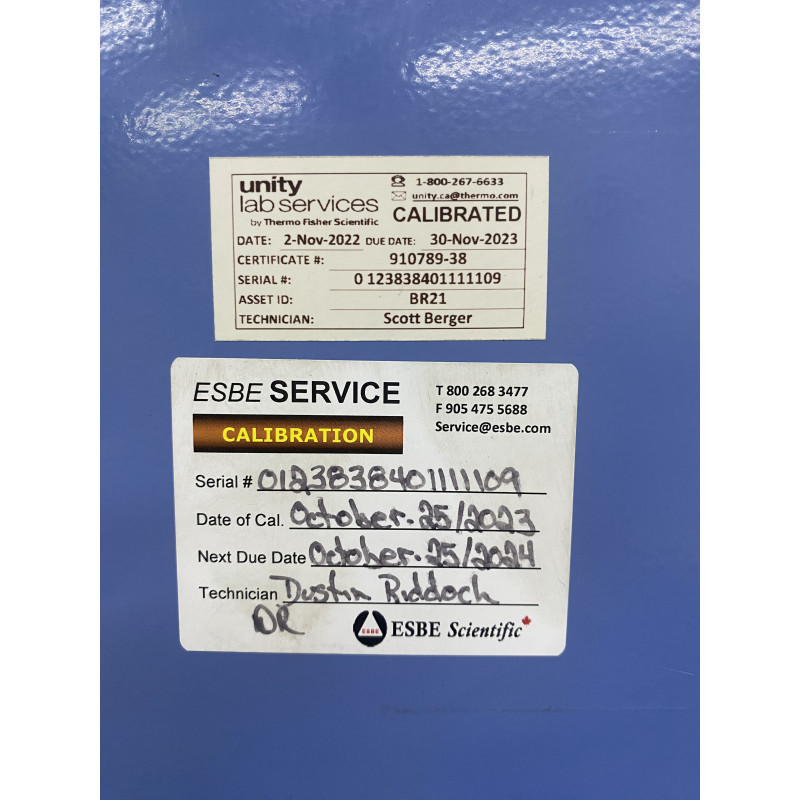 unity
lab services
by Thermo Fisher Scientific
1-800-267-6633
unity.ca@thermo.com
CALIBRATED
DATE: 2-Nov-2022 DUE DATE: 30-Nov-2023
CERTIFICATE #: 910789-38
SERIAL #: 0 123838401111109
ASSET ID: BR21
TECHNICIAN: Scott Berger
ESBE SERVICE
CALIBRATION
T 800 268 3477
F 905 475 5688
Service@esbe.com
Serial # 0123838401111109
Date of Cal. October.25/2023
Next Due Date October.25/2024
Technician Dustin Riddoch
DR
ESBE
ESBE Scientific